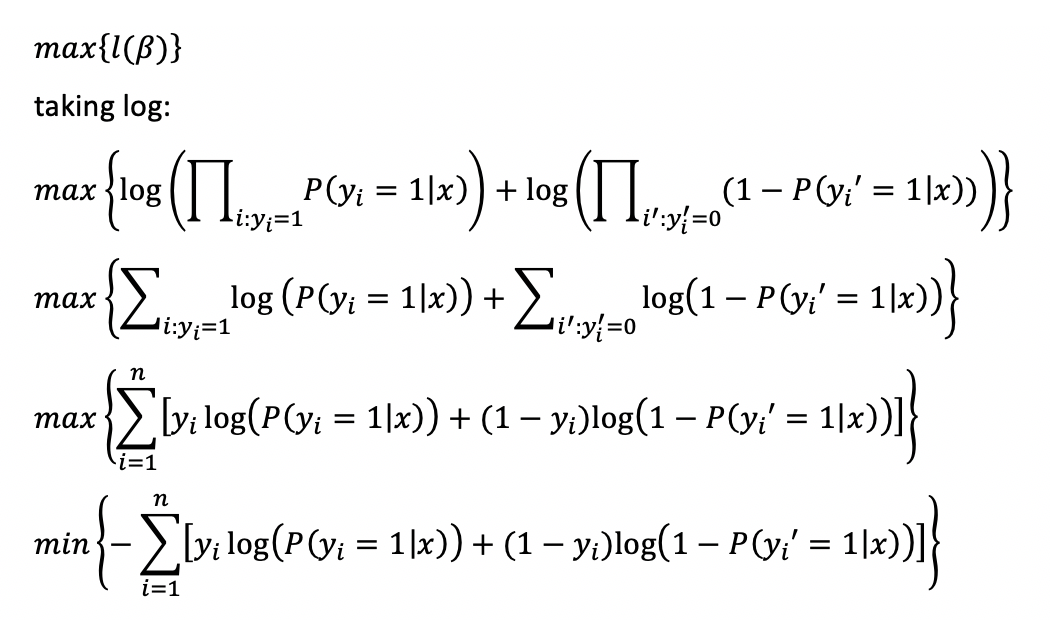 max{l(β)}
taking log:
max {log (∏_{i:y_i=1} P(y_i = 1|x)) + log (∏_{i′:y_i′=0} (1 − P(y_i′ = 1|x)))}
max {∑_{i:y_i=1} log (P(y_i = 1|x)) + ∑_{i′:y_i′=0} log(1 − P(y_i′ = 1|x))}
max {∑_{i=1}^{n} [y_i log(P(y_i = 1|x)) + (1 − y_i)log(1 − P(y_i′ = 1|x))]}
min {− ∑_{i=1}^{n} [y_i log(P(y_i = 1|x)) + (1 − y_i)log(1 − P(y_i′ = 1|x))]}